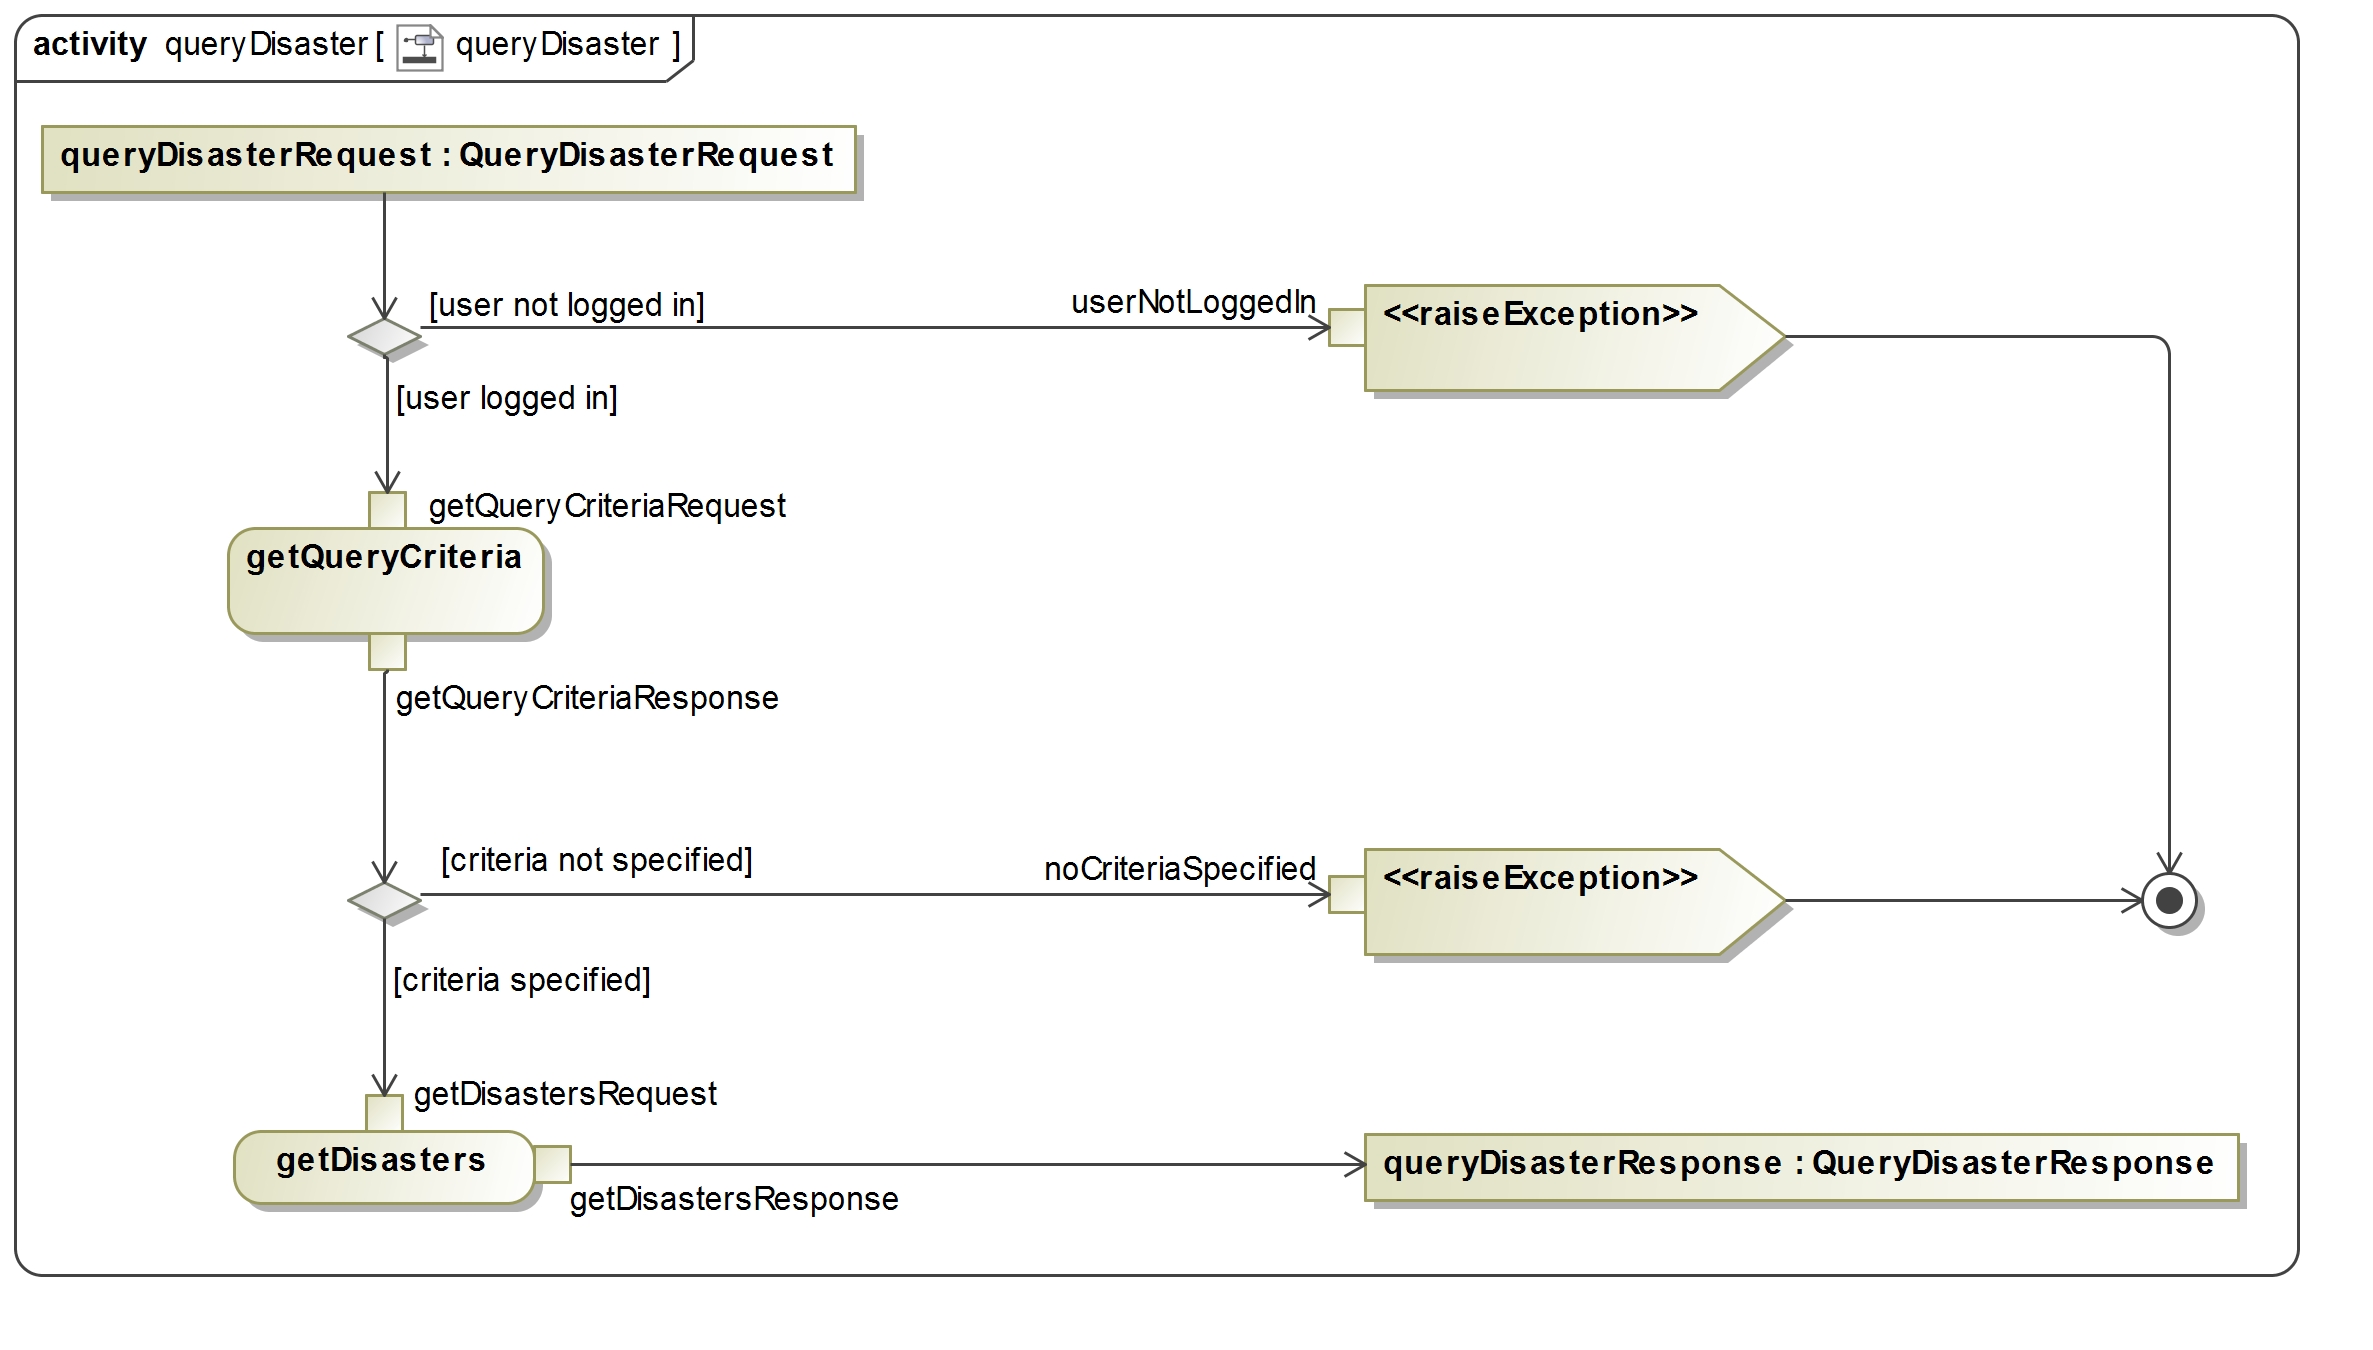 activity queryDisaster [ queryDisaster ]
queryDisasterRequest : QueryDisasterRequest
[user not logged in]
userNotLoggedIn
<<raiseException>>
[user logged in]
getQueryCriteriaRequest
getQueryCriteria
getQueryCriteriaResponse
[criteria not specified]
noCriteriaSpecified
<<raiseException>>
[criteria specified]
getDisastersRequest
getDisasters
getDisastersResponse
queryDisasterResponse : QueryDisasterResponse